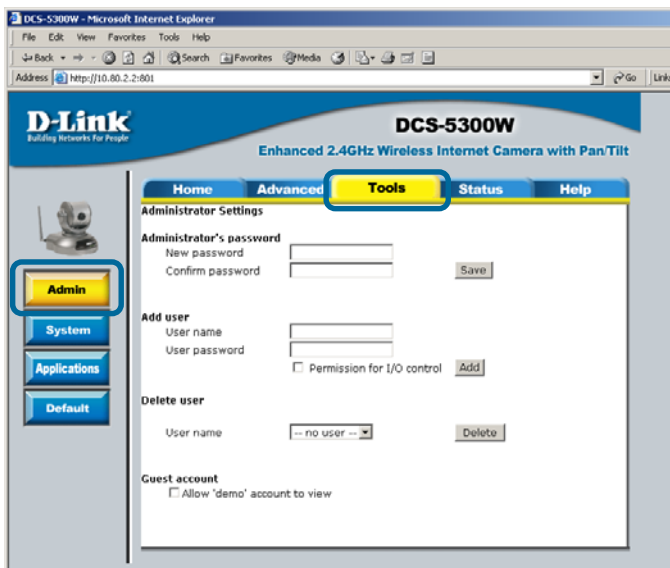 DCS-5300W - Microsoft Internet Explorer
File Edit View Favorites Tools Help
Back Search Favorites Media
Address http://10.80.2.2:801 Go Link
D-Link
Building Networks for People
DCS-5300W
Enhanced 2.4GHz Wireless Internet Camera with Pan/Tilt
Home Advanced Tools Status Help
Admin
System
Applications
Default
Administrator Settings
Administrator's password
New password
Confirm password Save
Add user
User name
User password
Permission for I/O control Add
Delete user
User name -- no user -- Delete
Guest account
Allow 'demo' account to view